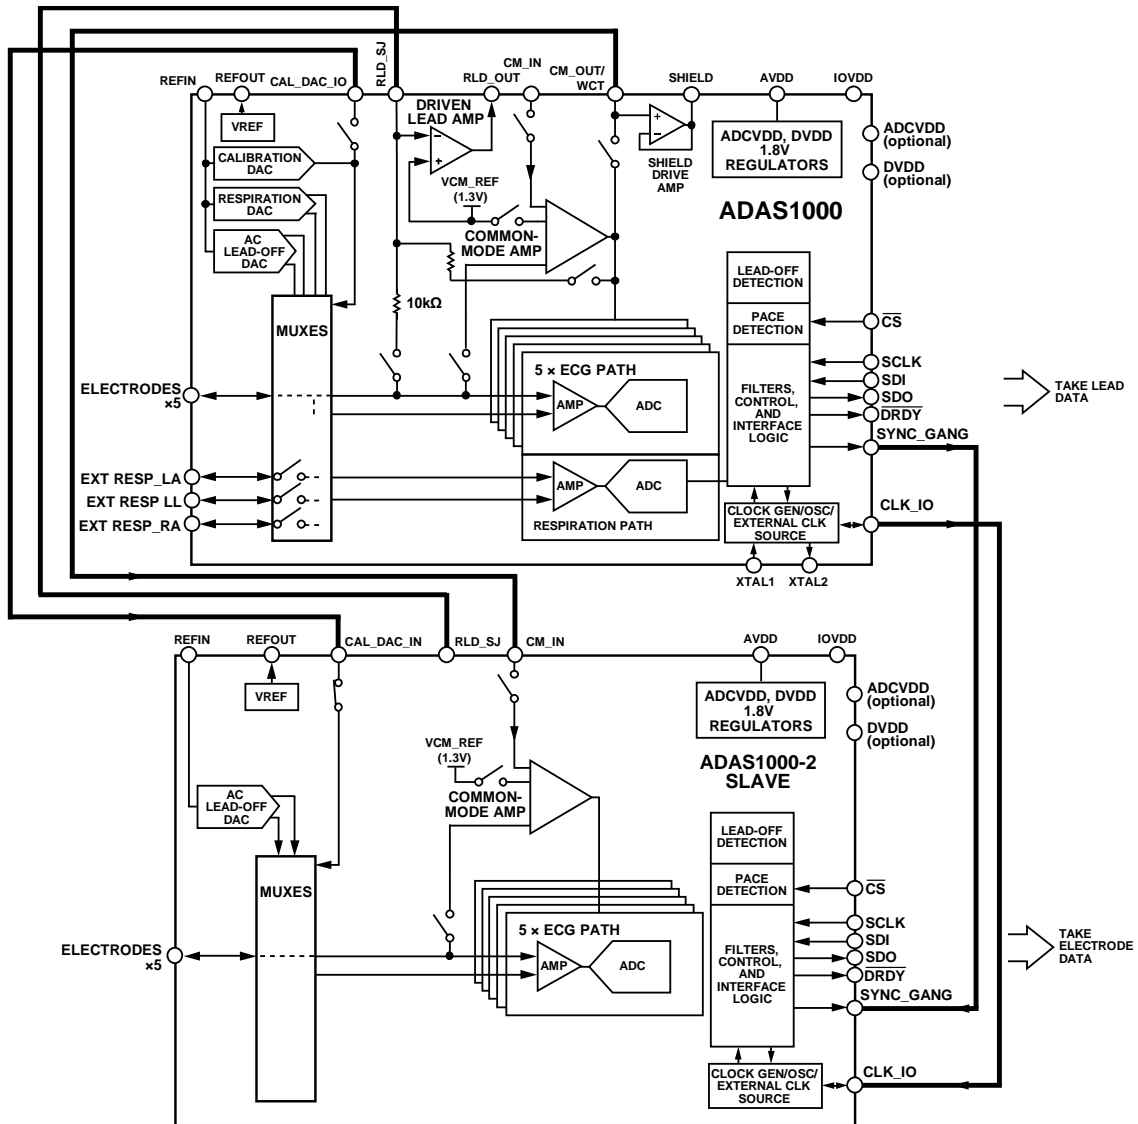 REFIN
REFOUT
CAL_DAC_IO
RLD_SJ
RLD_OUT
CM_IN
CM_OUT/
WCT
SHIELD
AVDD
IOVDD
VREF
DRIVEN
LEAD AMP
ADCVDD, DVDD
1.8V
REGULATORS
ADCVDD
(optional)
DVDD
(optional)
CALIBRATION
DAC
SHIELD
DRIVE
AMP
RESPIRATION
DAC
VCM_REF
(1.3V)
ADAS1000
AC
LEAD-OFF
DAC
COMMON-
MODE AMP
LEAD-OFF
DETECTION
10kΩ
MUXES
PACE
DETECTION
CS
SCLK
SDI
SDO
DRDY
SYNC_GANG
TAKE LEAD
DATA
ELECTRODES
×5
5 × ECG PATH
AMP
ADC
FILTERS,
CONTROL,
AND
INTERFACE
LOGIC
EXT RESP_LA
EXT RESP LL
EXT RESP_RA
AMP
ADC
RESPIRATION PATH
CLOCK GEN/OSC/
EXTERNAL CLK
SOURCE
CLK_IO
XTAL1
XTAL2
REFIN
REFOUT
CAL_DAC_IN
RLD_SJ
CM_IN
AVDD
IOVDD
VREF
ADCVDD, DVDD
1.8V
REGULATORS
ADCVDD
(optional)
DVDD
(optional)
VCM_REF
(1.3V)
ADAS1000-2
SLAVE
AC
LEAD-OFF
DAC
COMMON-
MODE AMP
LEAD-OFF
DETECTION
MUXES
PACE
DETECTION
CS
SCLK
SDI
SDO
DRDY
SYNC_GANG
TAKE
ELECTRODE
DATA
ELECTRODES
×5
5 × ECG PATH
AMP
ADC
FILTERS,
CONTROL,
AND
INTERFACE
LOGIC
CLOCK GEN/OSC/
EXTERNAL CLK
SOURCE
CLK_IO